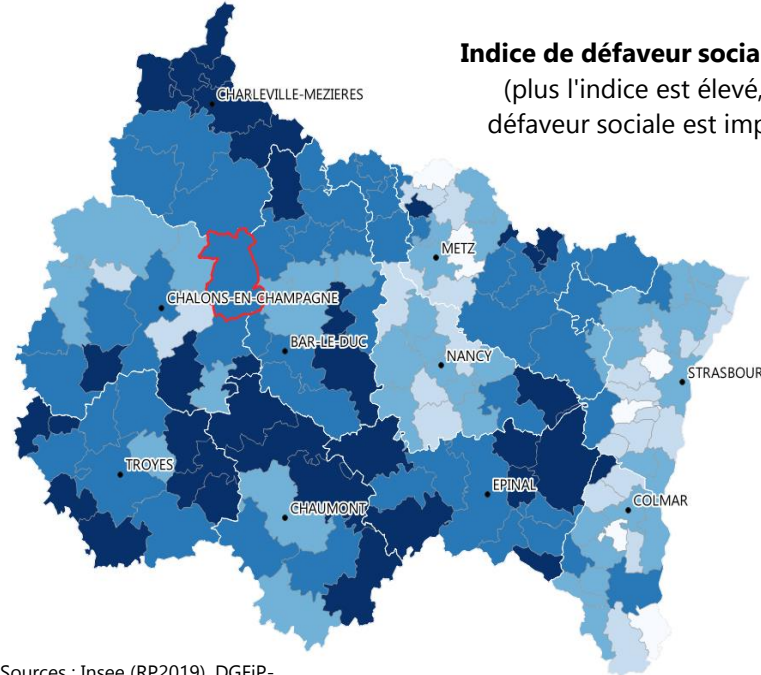 Indice de défaveur socia
(plus l'indice est élevé,
défaveur sociale est imp
CHARLEVILLE-MEZIERES
METZ
CHALONS-EN-CHAMPAGNE
BAR-LE-DUC
NANCY
STRASBOUR
TROYES
EPINAL
CHAUMONT
COLMAR
Sources : Insee (RP2019), DGFiP-